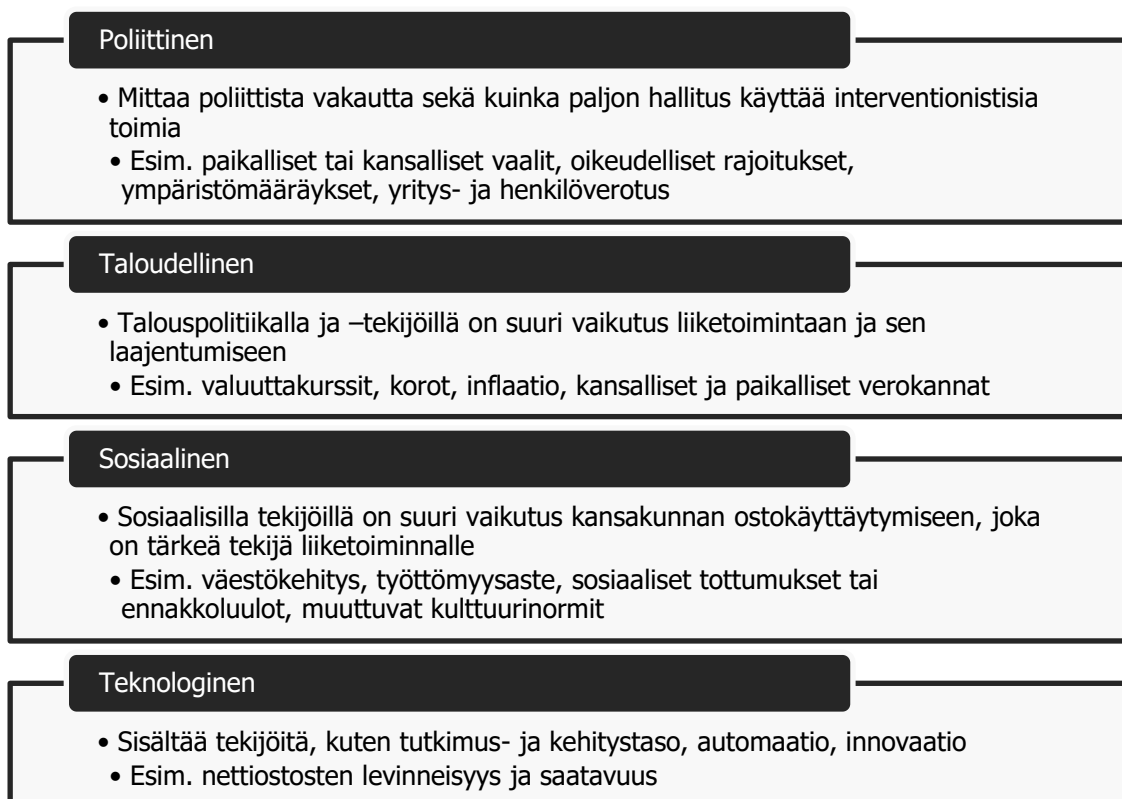 Poliittinen
• Mittaa poliittista vakautta sekä kuinka paljon hallitus käyttää interventionistisia
toimia
• Esim. paikalliset tai kansalliset vaalit, oikeudelliset rajoitukset,
ympäristömääräykset, yritys- ja henkilöverotus
Taloudellinen
• Talouspolitiikalla ja –tekijöillä on suuri vaikutus liiketoimintaan ja sen
laajentumiseen
• Esim. valuuttakurssit, korot, inflaatio, kansalliset ja paikalliset verokannat
Sosiaalinen
• Sosiaalisilla tekijöillä on suuri vaikutus kansakunnan ostokäyttäytymiseen, joka
on tärkeä tekijä liiketoiminnalle
• Esim. väestökehitys, työttömyysaste, sosiaaliset tottumukset tai
ennakkoluulot, muuttuvat kulttuurinormit
Teknologinen
• Sisältää tekijöitä, kuten tutkimus- ja kehitystaso, automaatio, innovaatio
• Esim. nettiostosten levinneisyys ja saatavuus